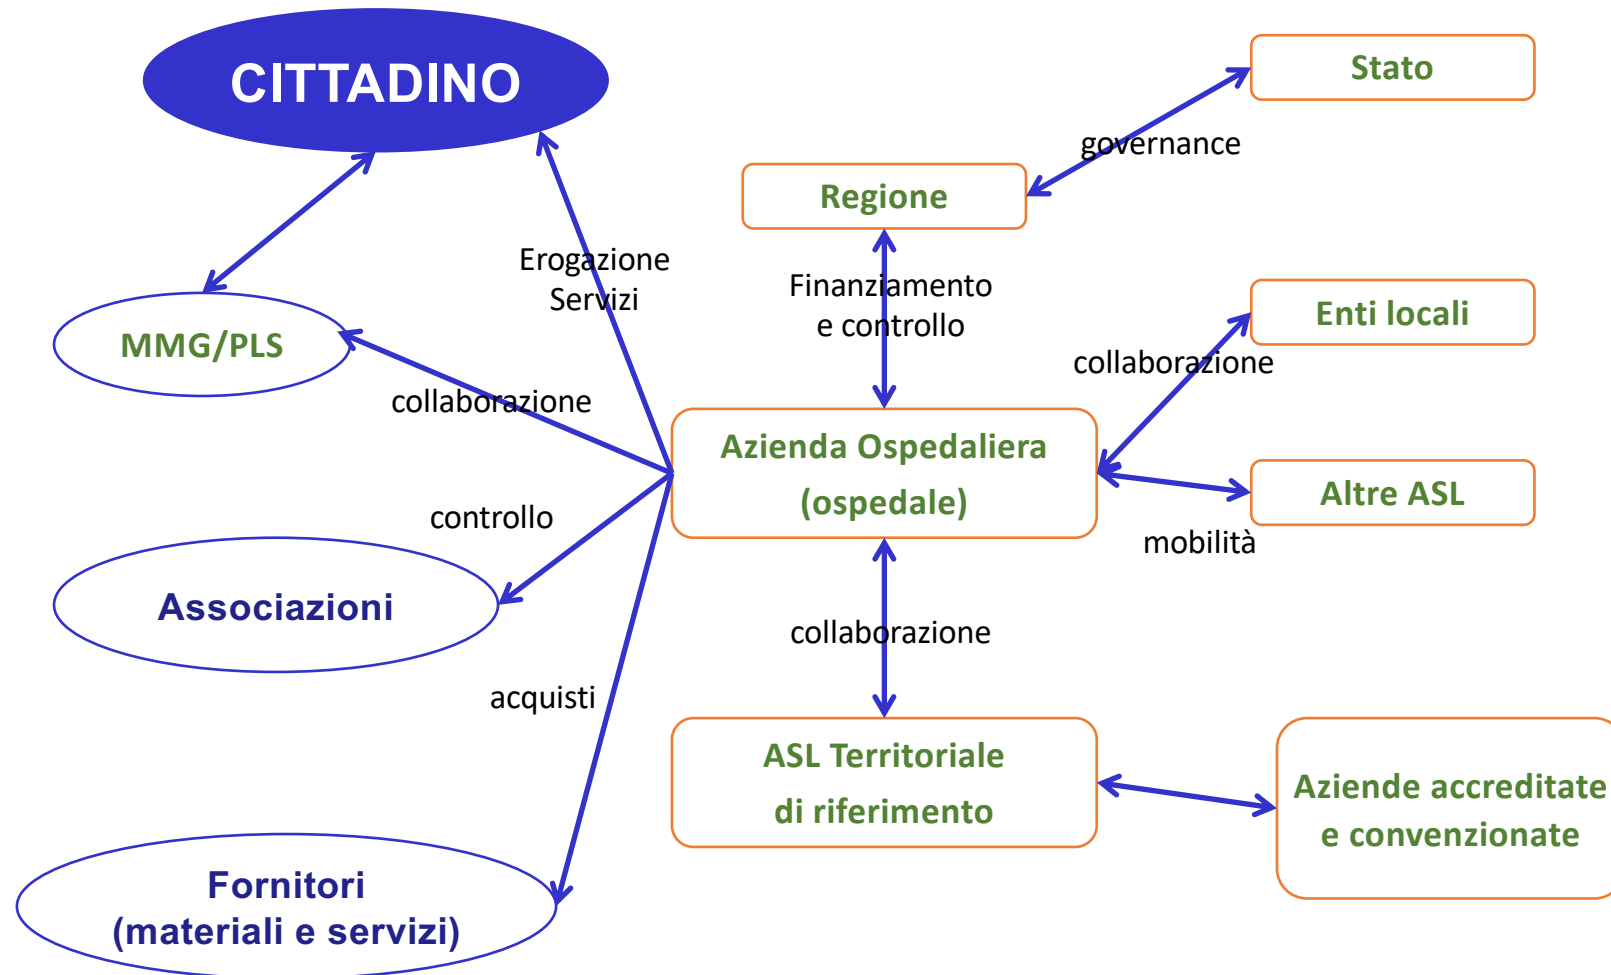 CITTADINO
Stato
governance
Regione
Erogazione
Servizi
Finanziamento
e controllo
Enti locali
MMG/PLS
collaborazione
collaborazione
Azienda Ospedaliera
(ospedale)
Altre ASL
controllo
mobilità
Associazioni
collaborazione
acquisti
ASL Territoriale
di riferimento
Aziende accreditate
e convenzionate
Fornitori
(materiali e servizi)